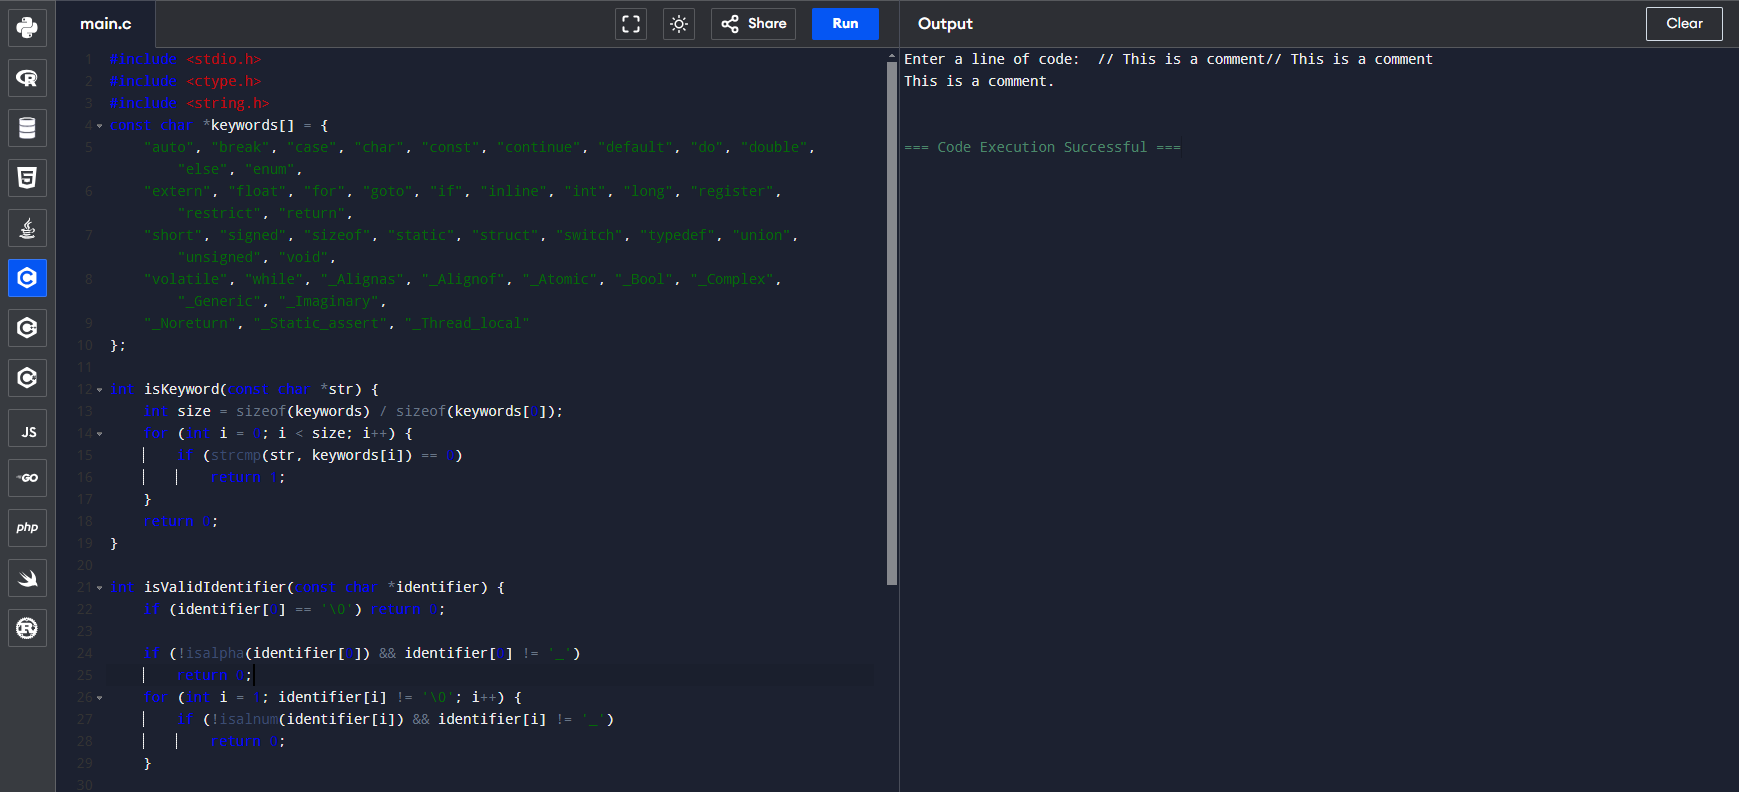 main.c
Share
Run
Output
Clear
1 #include <stdio.h>
2 #include <ctype.h>
3 #include <string.h>
4 const char *keywords[] = {
5 "auto", "break", "case", "char", "const", "continue", "default", "do", "double",
"else", "enum",
6 "extern", "float", "for", "goto", "if", "inline", "int", "long", "register",
"restrict", "return",
7 "short", "signed", "sizeof", "static", "struct", "switch", "typedef", "union",
"unsigned", "void",
8 "volatile", "while", "_Alignas", "_Alignof", "_Atomic", "_Bool", "_Complex",
"_Generic", "_Imaginary",
9 "_Noreturn", "_Static_assert", "_Thread_local"
10 };
11
12 int isKeyword(const char *str) {
13 int size = sizeof(keywords) / sizeof(keywords[0]);
14 for (int i = 0; i < size; i++) {
15 if (strcmp(str, keywords[i]) == 0)
16 return 1;
17 }
18 return 0;
19 }
20
21 int isValidIdentifier(const char *identifier) {
22 if (identifier[0] == '\0') return 0;
23
24 if (!isalpha(identifier[0]) && identifier[0] != '_')
25 return 0;
26 for (int i = 1; identifier[i] != '\0'; i++) {
27 if (!isalnum(identifier[i]) && identifier[i] != '_')
28 return 0;
29 }
30
Enter a line of code:  // This is a comment// This is a comment
This is a comment.
=== Code Execution Successful ===
R
5
C
C
C
JS
GO
php
R